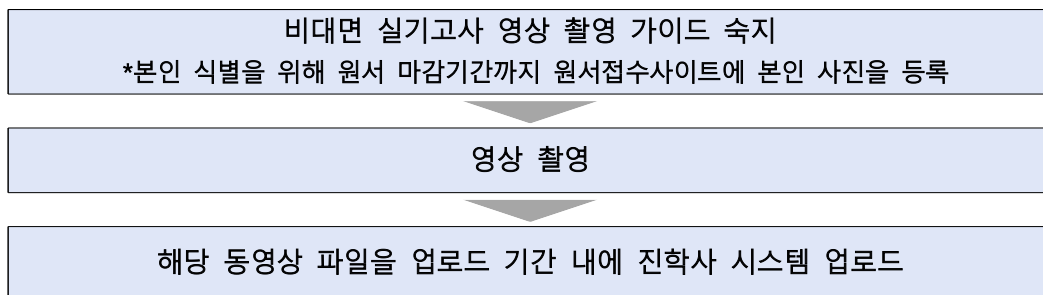 비대면 실기고사 영상 촬영 가이드 숙지
*본인 식별을 위해 원서 마감기간까지 원서접수사이트에 본인 사진을 등록
영상 촬영
해당 동영상 파일을 업로드 기간 내에 진학사 시스템 업로드